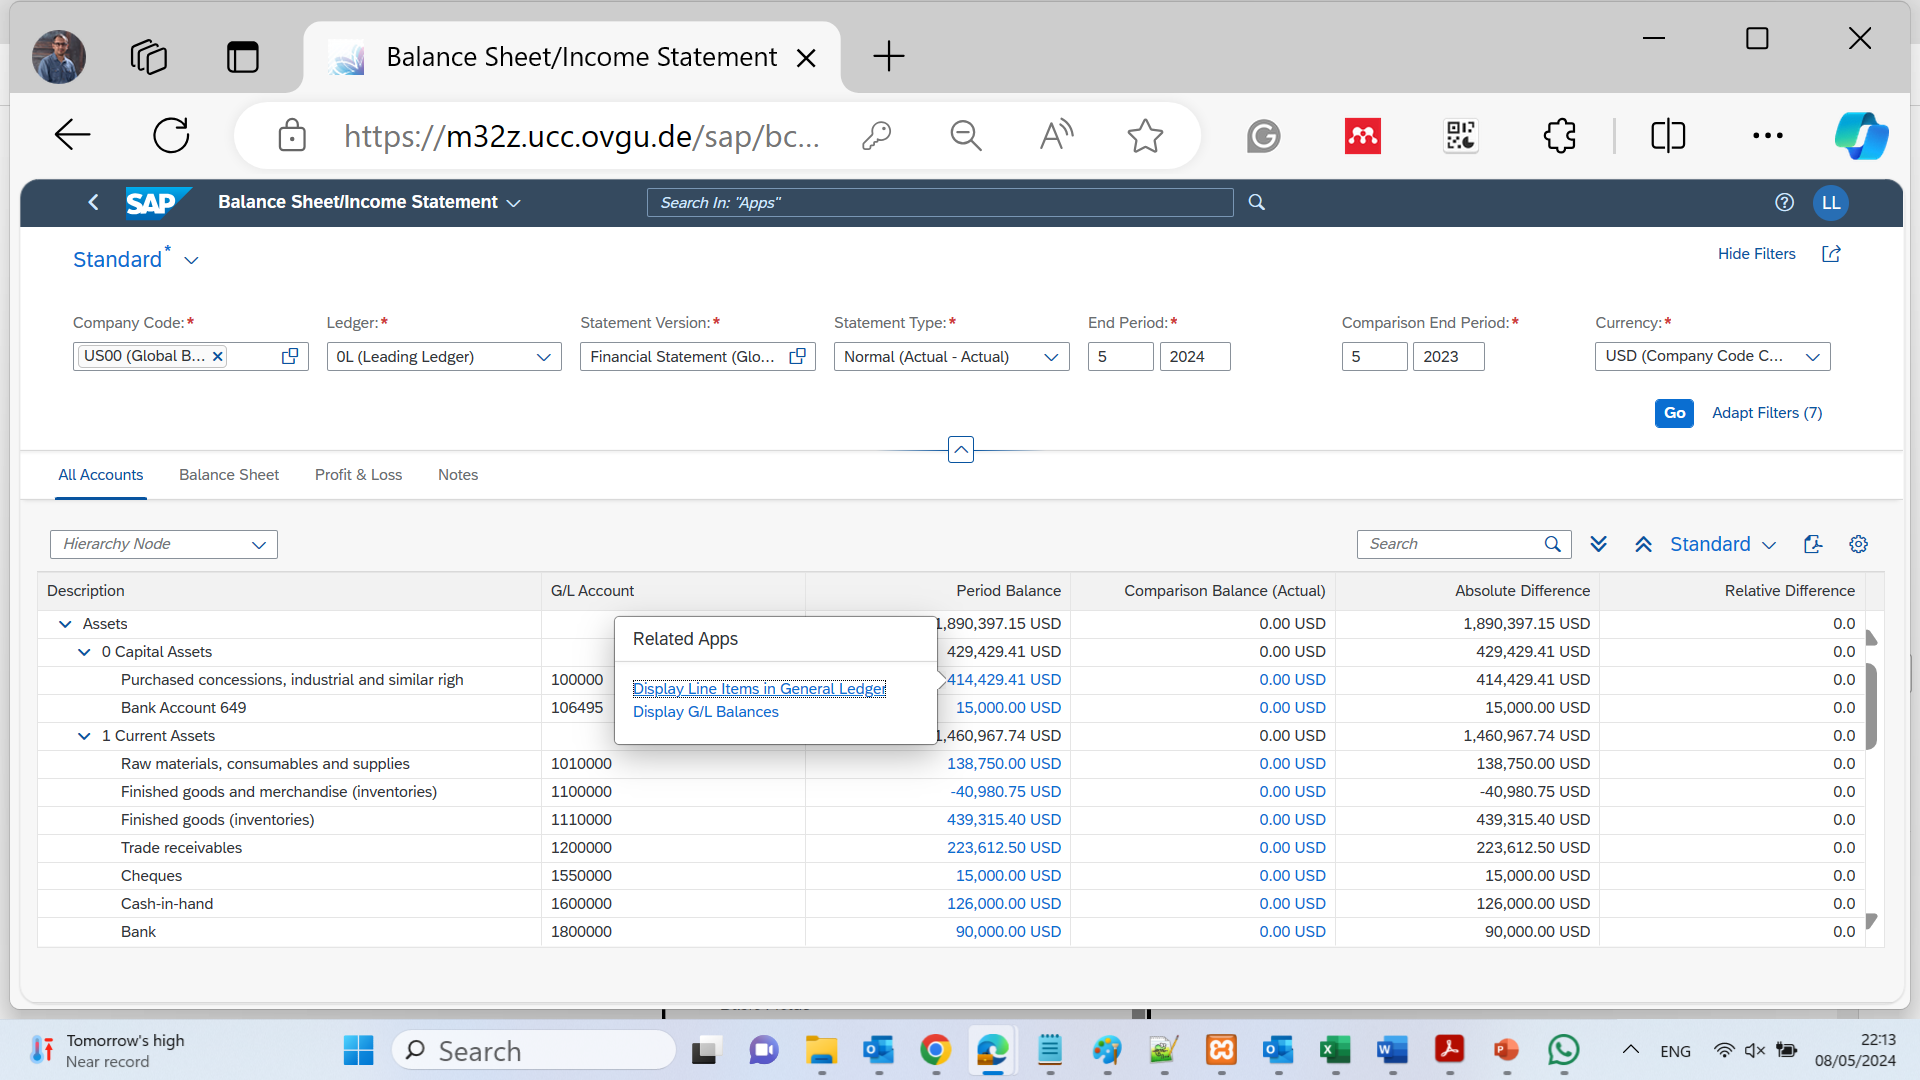 Balance Sheet/Income Statement
https://m32z.ucc.ovgu.de/sap/bc...
SAP Balance Sheet/Income Statement
Search In: "Apps"
LL
Standard*
Hide Filters
Company Code:* Ledger:* Statement Version:* Statement Type:* End Period:* Comparison End Period:* Currency:*
US00 (Global B... 0L (Leading Ledger) Financial Statement (Glo... Normal (Actual - Actual) 5 2024 5 2023 USD (Company Code C...
Go Adapt Filters (7)
All Accounts Balance Sheet Profit & Loss Notes
Hierarchy Node Search Standard
Description G/L Account Period Balance Comparison Balance (Actual) Absolute Difference Relative Difference
Assets 1,890,397.15 USD 0.00 USD 1,890,397.15 USD 0.0
0 Capital Assets 429,429.41 USD 0.00 USD 429,429.41 USD 0.0
Purchased concessions, industrial and similar righ 100000 414,429.41 USD 0.00 USD 414,429.41 USD 0.0
Bank Account 649 106495 15,000.00 USD 0.00 USD 15,000.00 USD 0.0
1 Current Assets 1,460,967.74 USD 0.00 USD 1,460,967.74 USD 0.0
Raw materials, consumables and supplies 1010000 138,750.00 USD 0.00 USD 138,750.00 USD 0.0
Finished goods and merchandise (inventories) 1100000 -40,980.75 USD 0.00 USD -40,980.75 USD 0.0
Finished goods (inventories) 1110000 439,315.40 USD 0.00 USD 439,315.40 USD 0.0
Trade receivables 1200000 223,612.50 USD 0.00 USD 223,612.50 USD 0.0
Cheques 1550000 15,000.00 USD 0.00 USD 15,000.00 USD 0.0
Cash-in-hand 1600000 126,000.00 USD 0.00 USD 126,000.00 USD 0.0
Bank 1800000 90,000.00 USD 0.00 USD 90,000.00 USD 0.0
Related Apps
Display Line Items in General Ledger
Display G/L Balances
Tomorrow's high
Near record
Search
ENG
22:13
08/05/2024